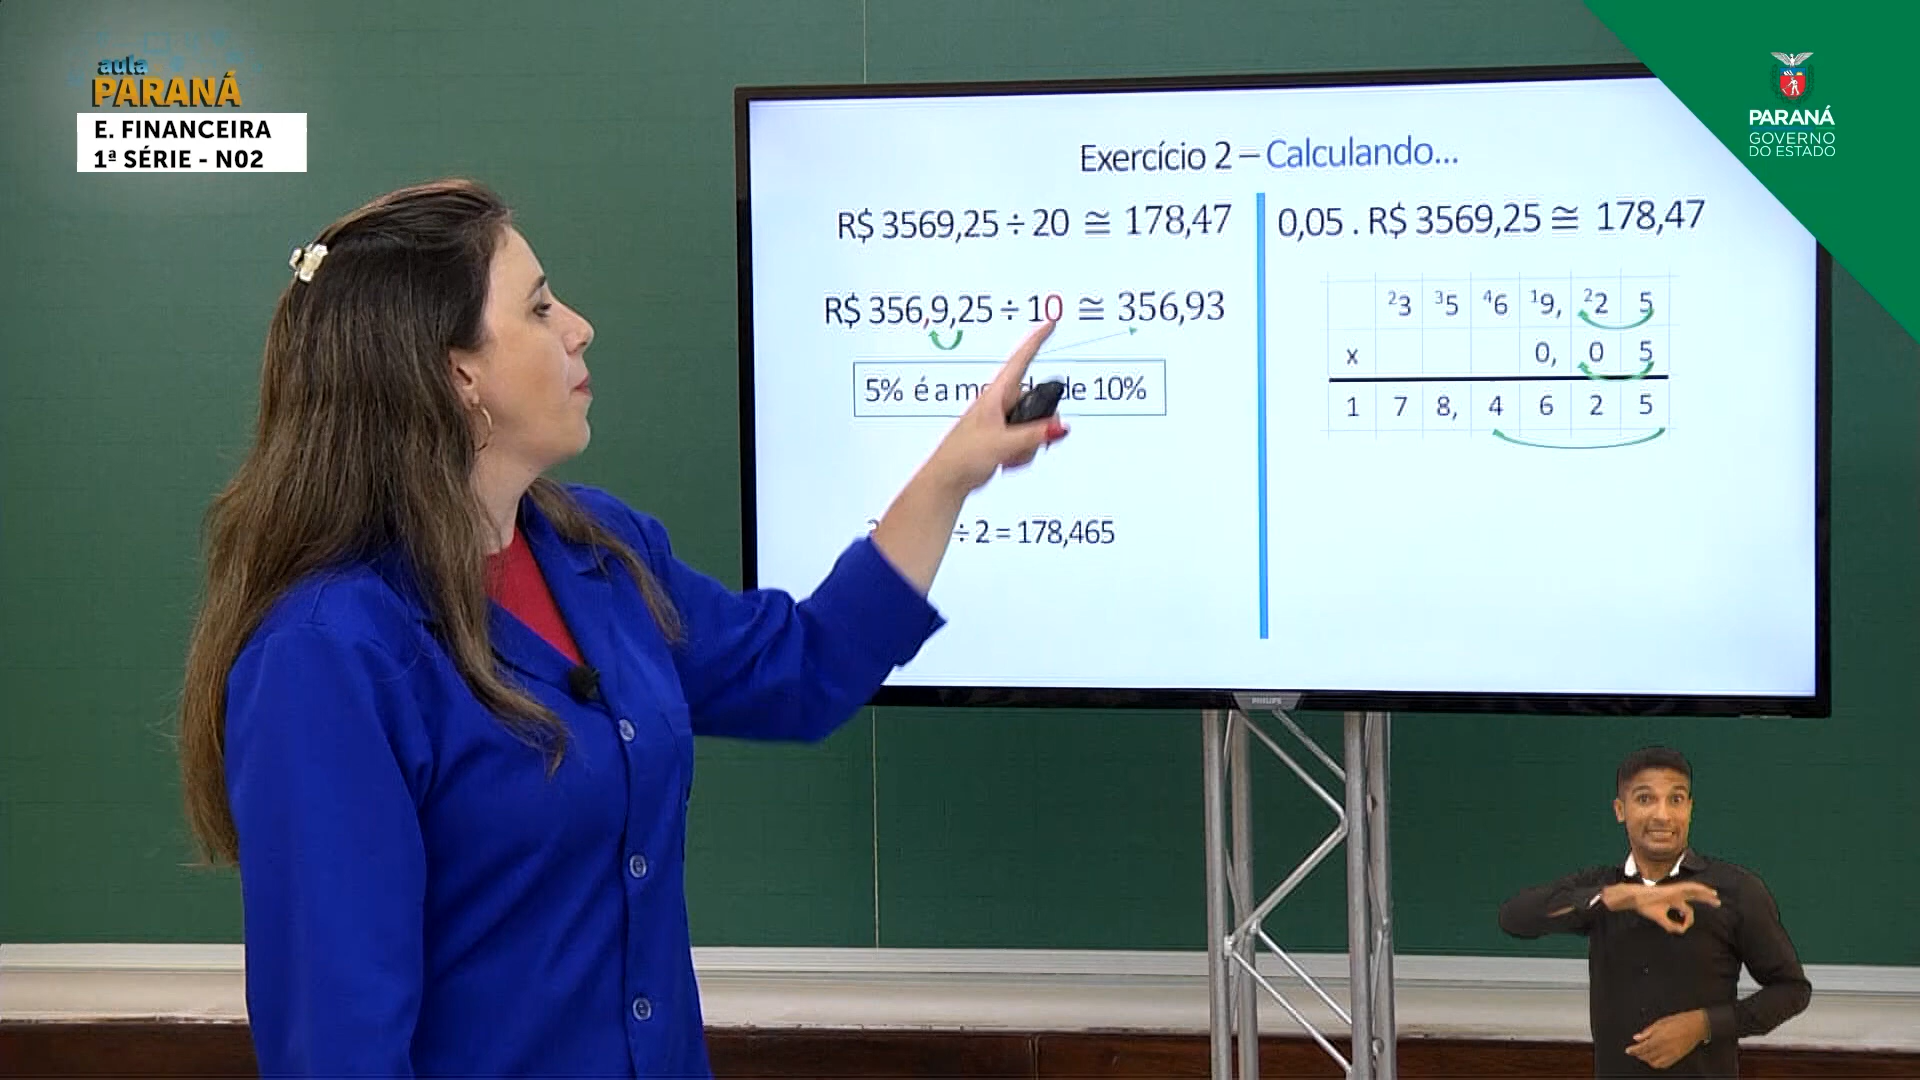 aula
PARANÁ
E. FINANCEIRA
1ª SÉRIE - N02
PARANÁ
GOVERNO
DO ESTADO
Exercício 2 – Calculando...
R$ 3569,25 ÷ 20 ≅ 178,47
R$ 356,9,25 ÷ 10 ≅ 356,93
5% é a de 10%
÷ 2 = 178,465
0,05 . R$ 3569,25 ≅ 178,47
²3 ³5 ⁴6 ¹9, ²2 5
x 0, 0 5
1 7 8, 4 6 2 5
PHILIPS